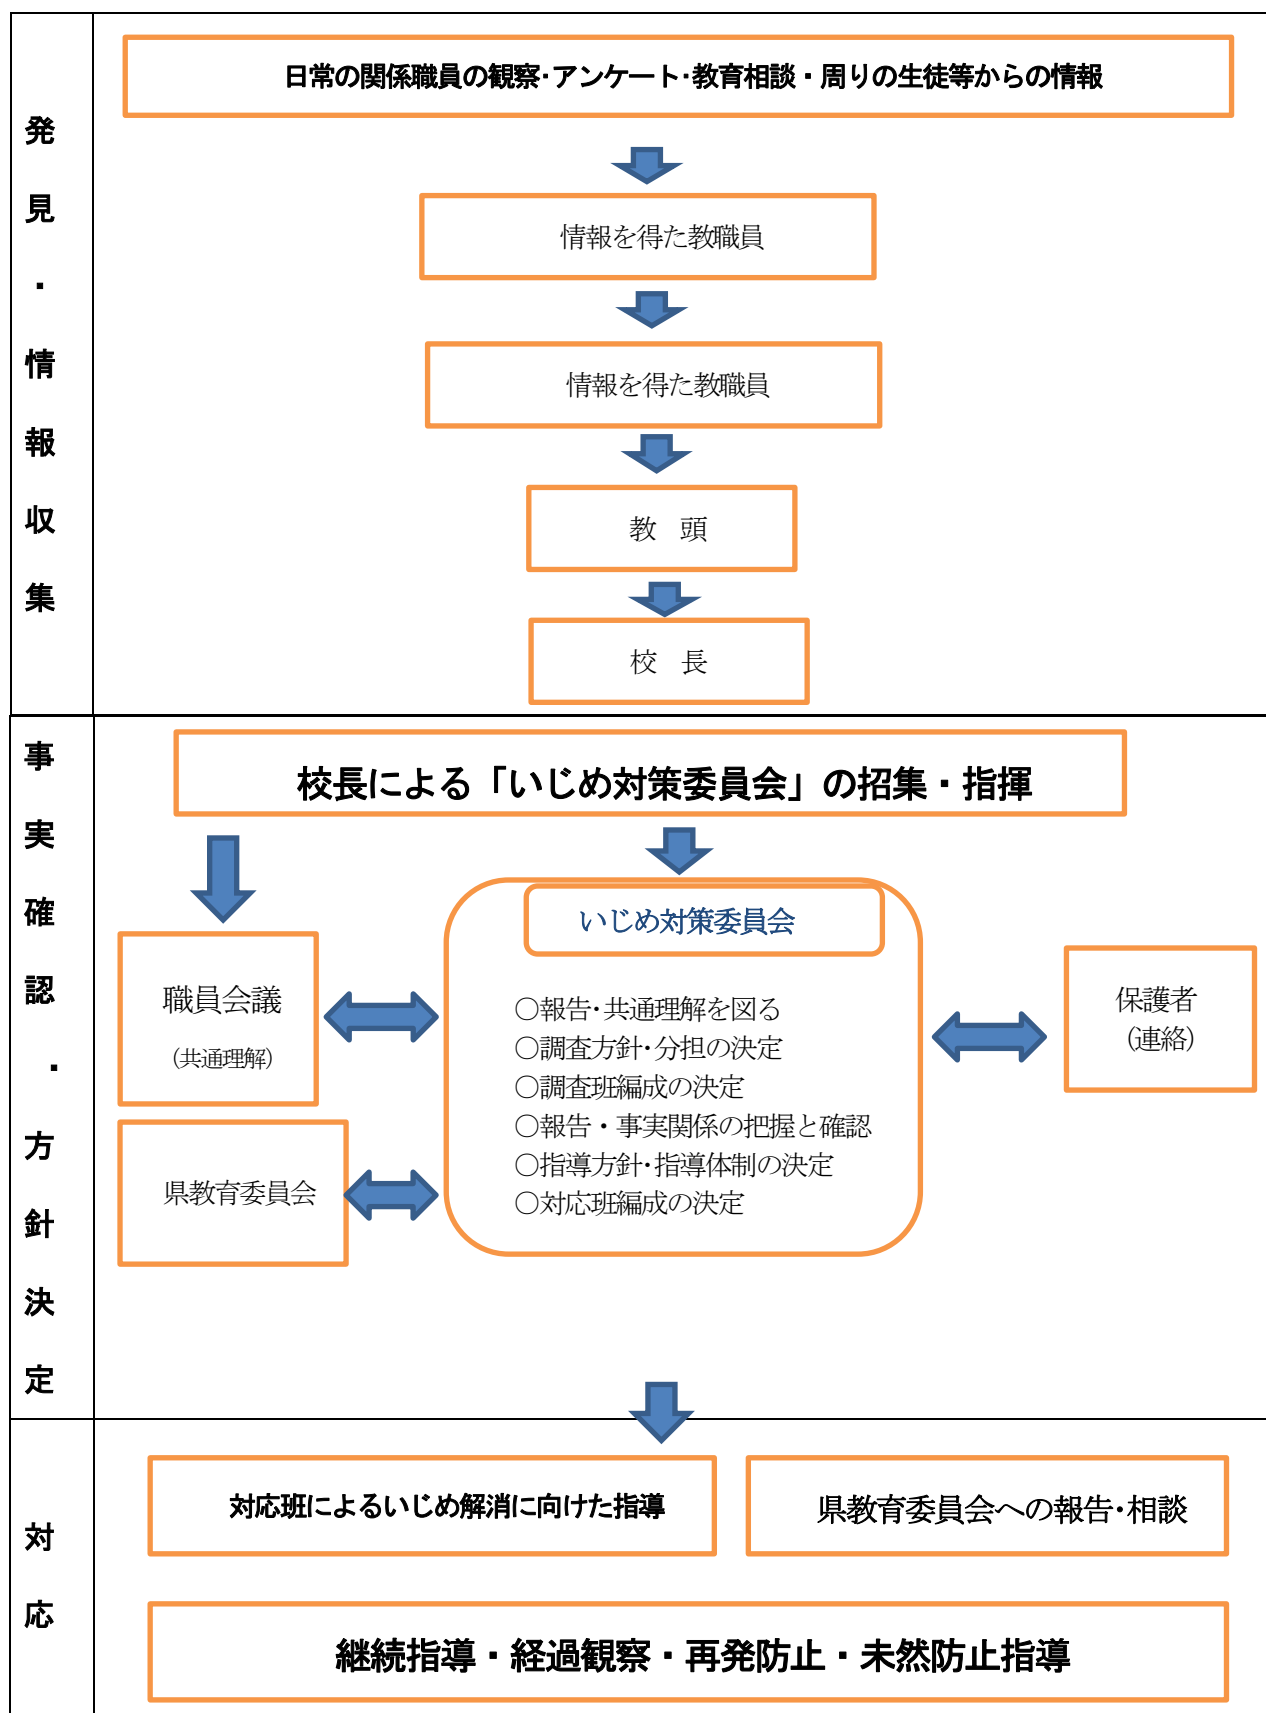 発見・情報収集
日常の関係職員の観察･アンケート･教育相談・周りの生徒等からの情報
情報を得た教職員
情報を得た教職員
教　頭
校　長
事実確認・方針決定
校長による「いじめ対策委員会」の招集・指揮
いじめ対策委員会
職員会議
（共通理解）
県教育委員会
○報告･共通理解を図る
○調査方針･分担の決定
○調査班編成の決定
○報告・事実関係の把握と確認
○指導方針･指導体制の決定
○対応班編成の決定
保護者
（連絡）
対応
対応班によるいじめ解消に向けた指導
県教育委員会への報告･相談
継続指導・経過観察・再発防止・未然防止指導